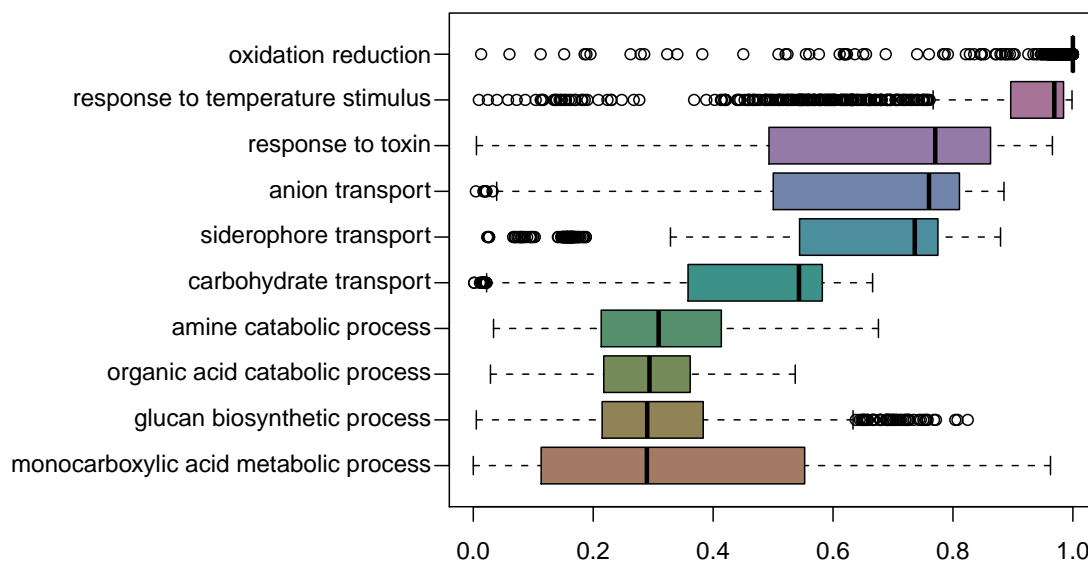 oxidation reduction
response to temperature stimulus
response to toxin
anion transport
siderophore transport
carbohydrate transport
amine catabolic process
organic acid catabolic process
glucan biosynthetic process
monocarboxylic acid metabolic process
0.0 0.2 0.4 0.6 0.8 1.0